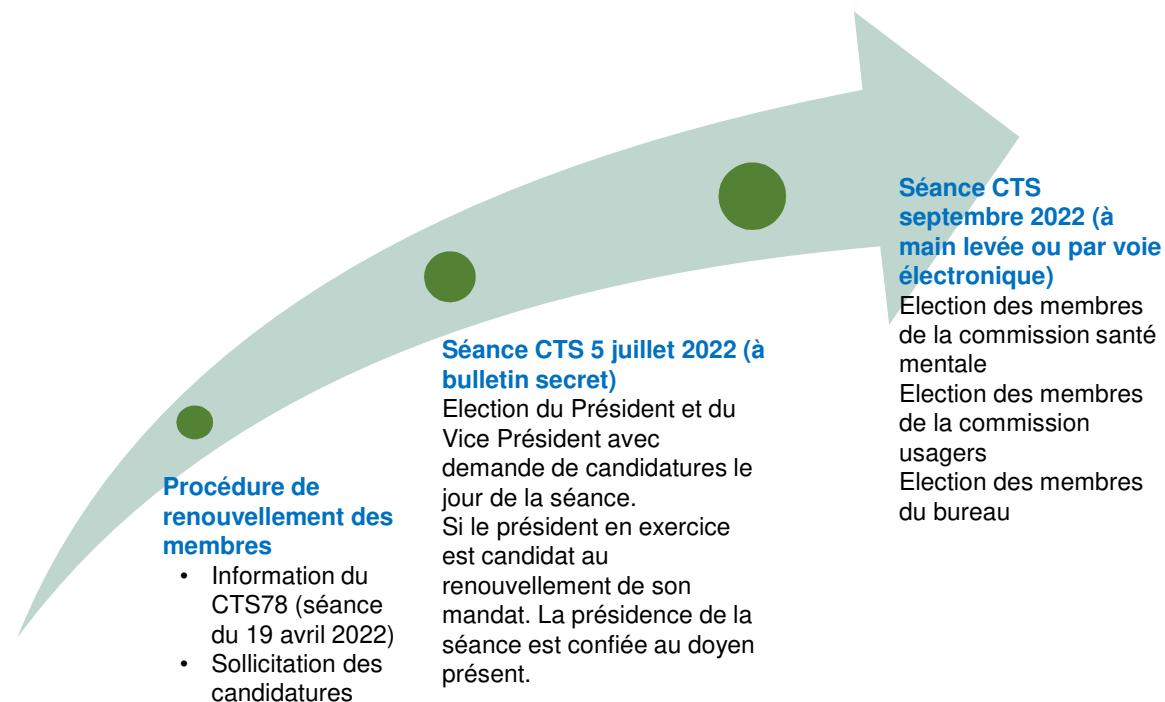 Procédure de
renouvellement des
membres
• Information du
CTS78 (séance
du 19 avril 2022)
• Sollicitation des
candidatures
Séance CTS 5 juillet 2022 (à
bulletin secret)
Election du Président et du
Vice Président avec
demande de candidatures le
jour de la séance.
Si le président en exercice
est candidat au
renouvellement de son
mandat. La présidence de la
séance est confiée au doyen
présent.
Séance CTS
septembre 2022 (à
main levée ou par voie
électronique)
Election des membres
de la commission santé
mentale
Election des membres
de la commission
usagers
Election des membres
du bureau